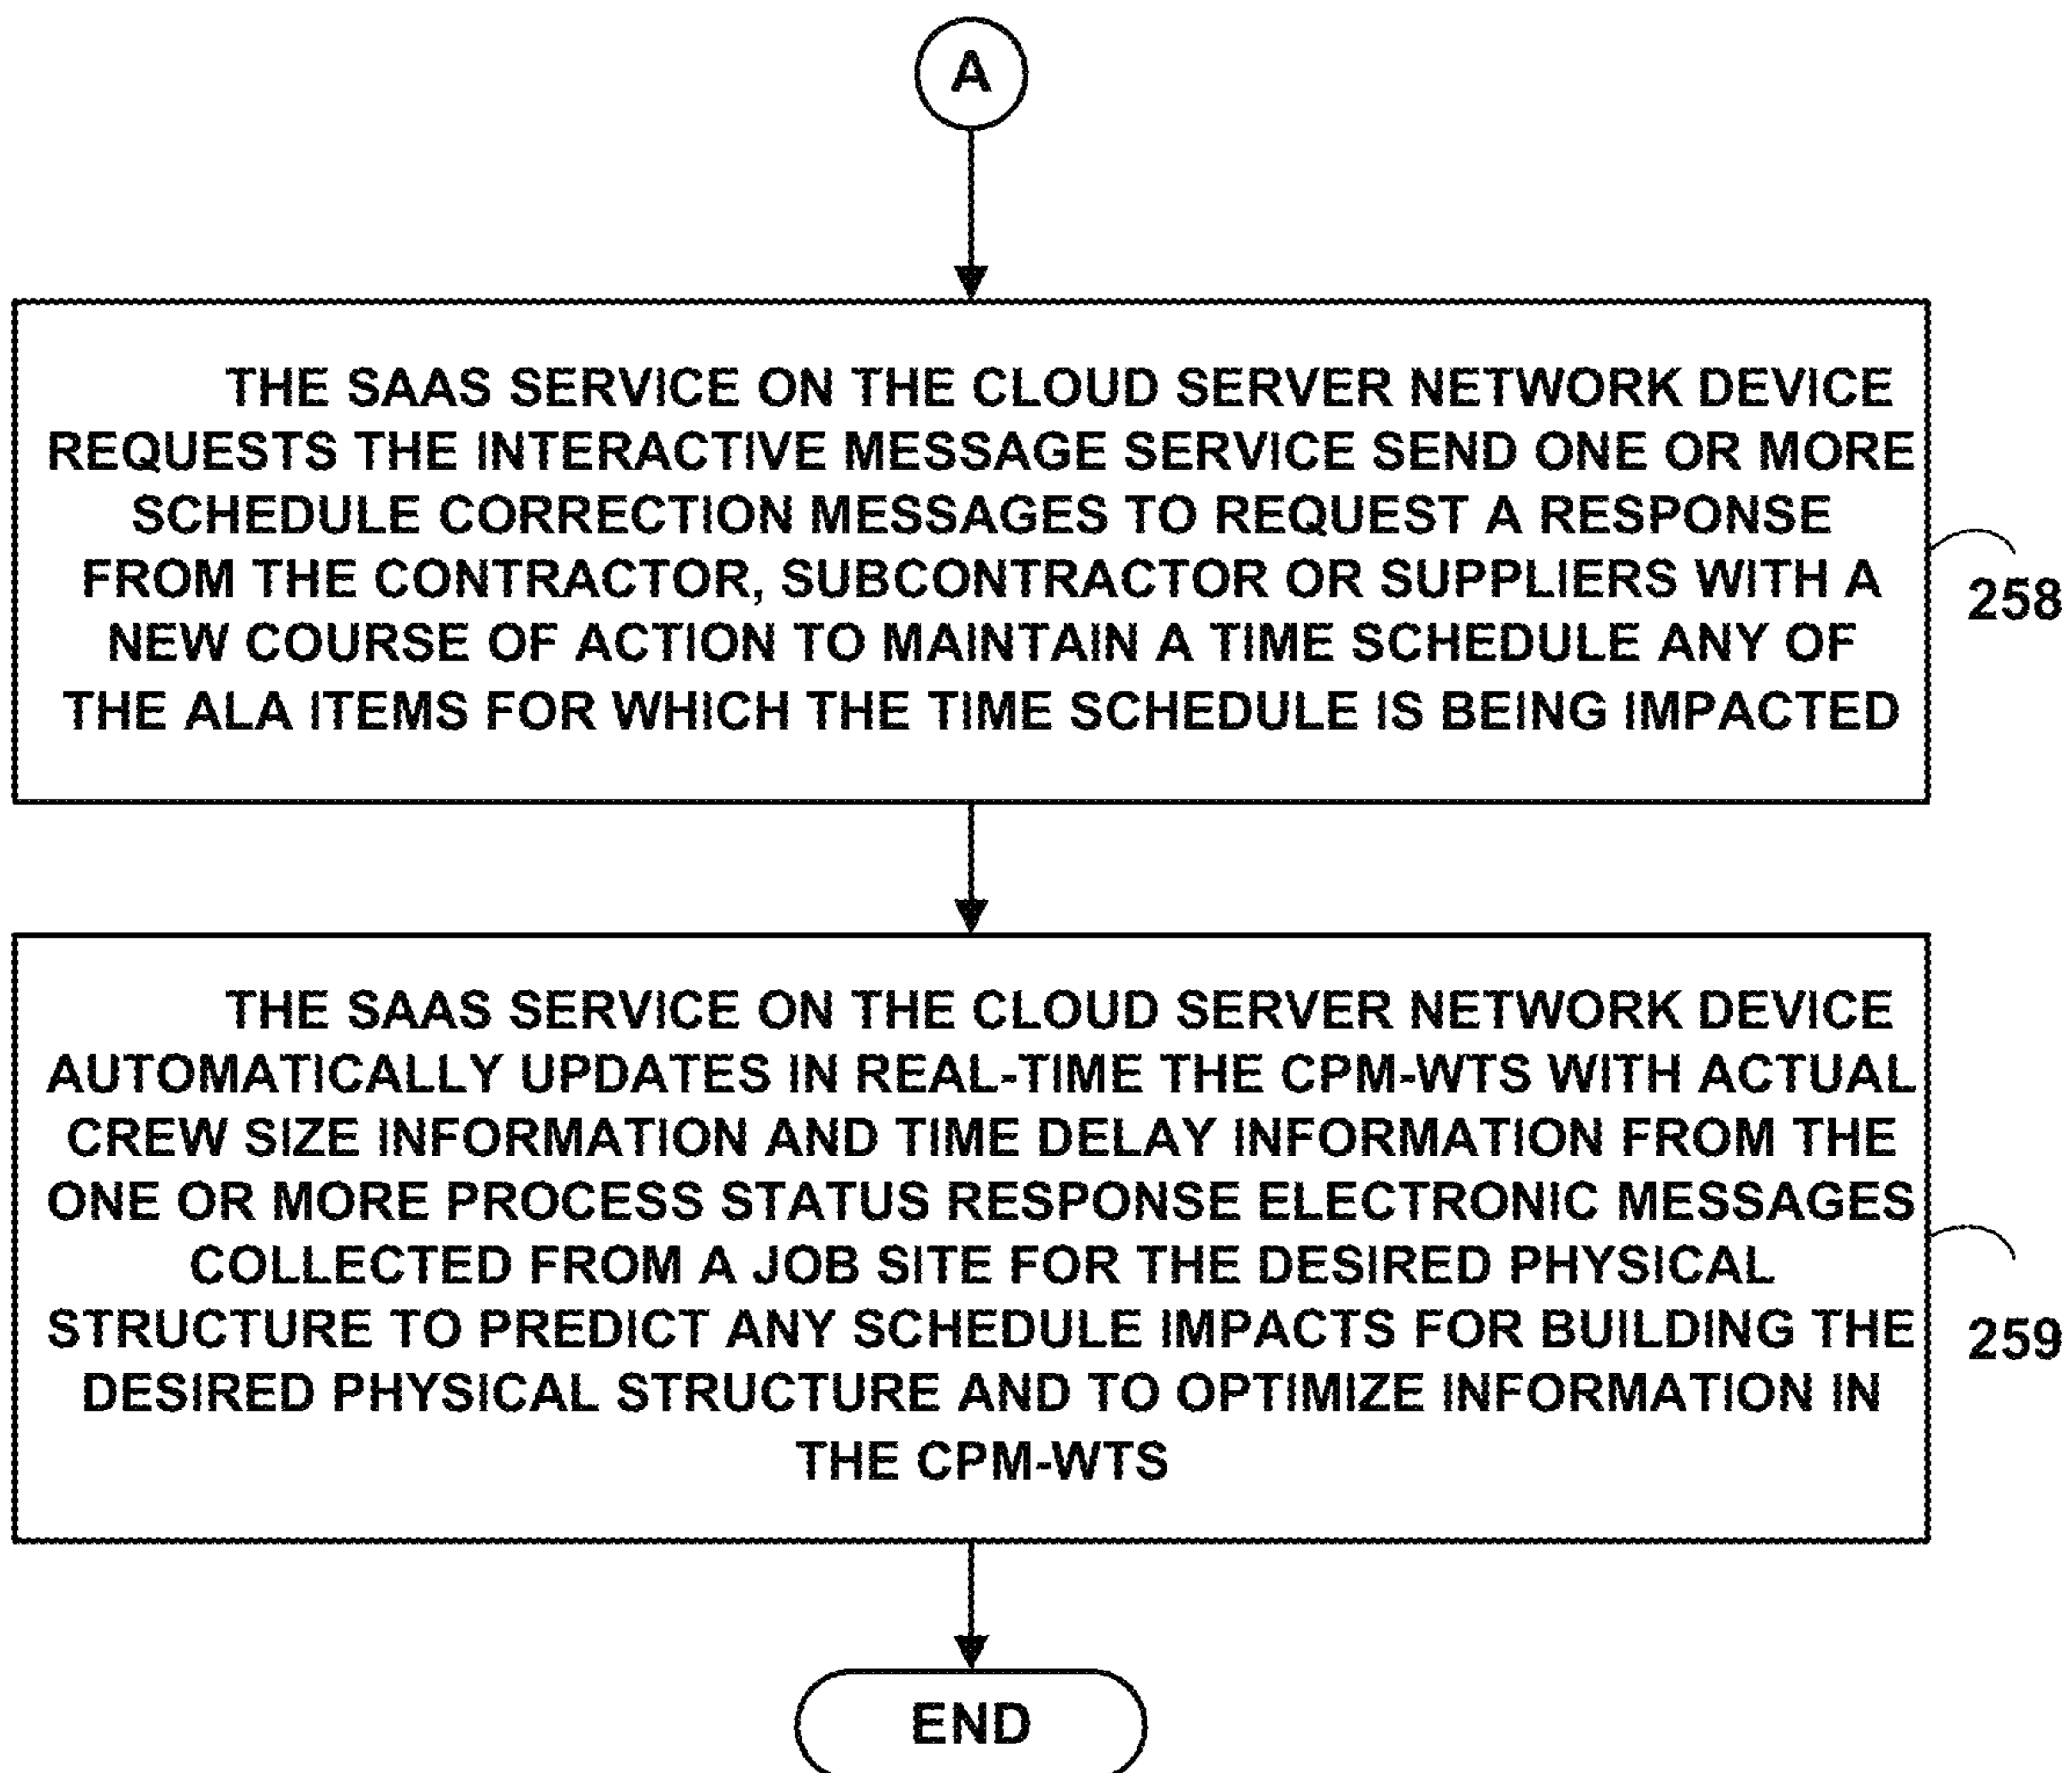 A
THE SAAS SERVICE ON THE CLOUD SERVER NETWORK DEVICE
REQUESTS THE INTERACTIVE MESSAGE SERVICE SEND ONE OR MORE
SCHEDULE CORRECTION MESSAGES TO REQUEST A RESPONSE
FROM THE CONTRACTOR, SUBCONTRACTOR OR SUPPLIERS WITH A
NEW COURSE OF ACTION TO MAINTAIN A TIME SCHEDULE ANY OF
THE ALA ITEMS FOR WHICH THE TIME SCHEDULE IS BEING IMPACTED
258
THE SAAS SERVICE ON THE CLOUD SERVER NETWORK DEVICE
AUTOMATICALLY UPDATES IN REAL-TIME THE CPM-WTS WITH ACTUAL
CREW SIZE INFORMATION AND TIME DELAY INFORMATION FROM THE
ONE OR MORE PROCESS STATUS RESPONSE ELECTRONIC MESSAGES
COLLECTED FROM A JOB SITE FOR THE DESIRED PHYSICAL
STRUCTURE TO PREDICT ANY SCHEDULE IMPACTS FOR BUILDING THE
DESIRED PHYSICAL STRUCTURE AND TO OPTIMIZE INFORMATION IN
THE CPM-WTS
259
END